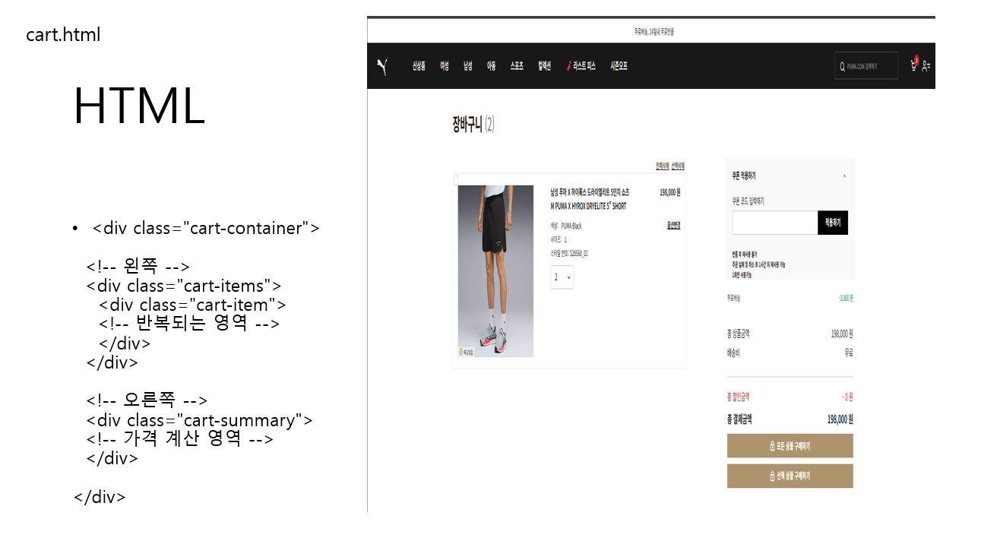 cart.html
HTML
• <div class="cart-container">
<!-- 왼쪽 -->
<div class="cart-items">
<div class="cart-item">
<!-- 반복되는 영역 -->
</div>
</div>
<!-- 오른쪽 -->
<div class="cart-summary">
<!-- 가격 계산 영역 -->
</div>
</div>
무료배송, 14일내 무료반품
신상품 여성 남성 아동 스포츠 컬렉션 라스트 피스 시즌오프
PUMA.COM 검색하기
2
장바구니 (2)
전체삭제 선택삭제
남성 푸마 X 하이록스 드라이엘리트 5인치 쇼츠 198,000 원
M PUMA X HYROX DRYELITE 5" SHORT
색상: PUMA Black 옵션변경
사이즈: L
스타일 번호: 528568_01
2
재고있음
쿠폰 적용하기
쿠폰 코드 입력하기
적용하기
반품 후 재사용 불가
주문 실패 및 취소 후 1시간 뒤 재사용 가능
1회만 사용가능
무료배송 -3,000 원
총 상품금액 198,000 원
배송비 무료
총 할인금액 - 0 원
총 결제금액 198,000 원
모든 상품 구매하기
선택 상품 구매하기